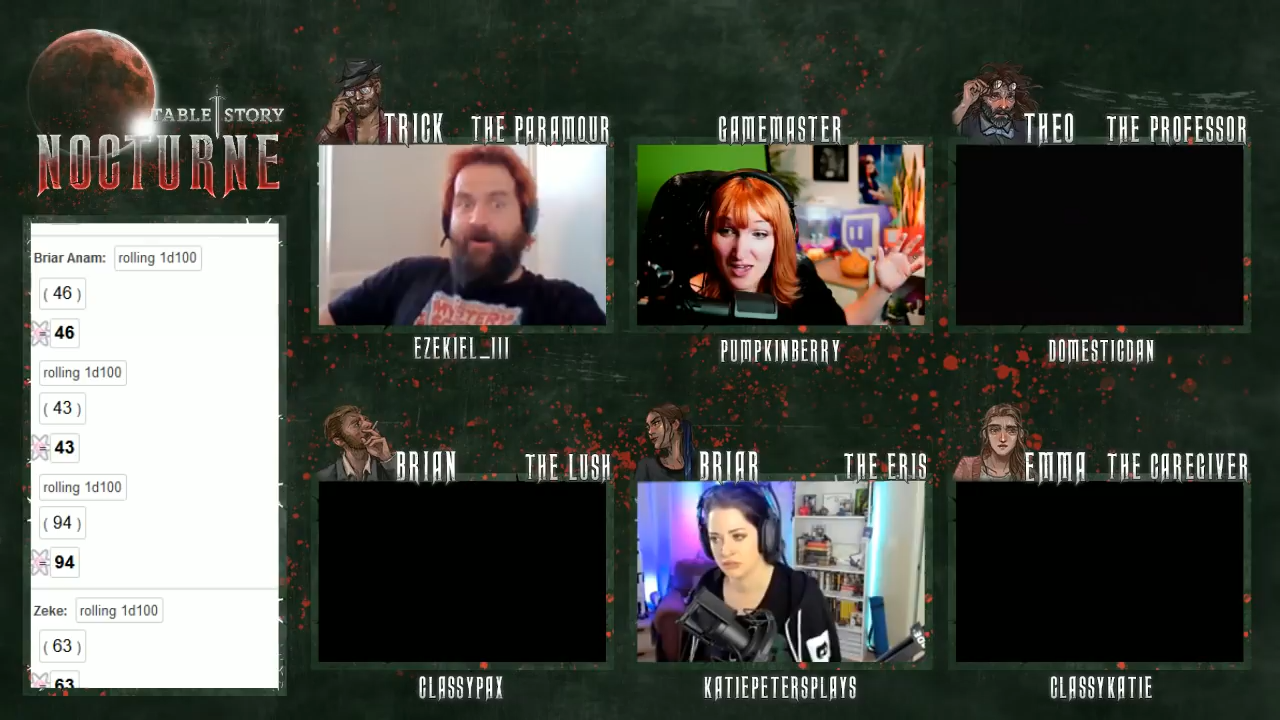 TABLE STORY
NOCTURNE
Briar Anam: rolling 1d100
( 46 )
= 46
rolling 1d100
( 43 )
= 43
rolling 1d100
( 94 )
= 94
Zeke: rolling 1d100
( 63 )
= 63
TRICK THE PARAMOUR
EZEKIEL_III
GAMEMASTER
PUMPKINBERRY
THEO THE PROFESSOR
DOMESTICDAN
BRIAN THE LUSH
CLASSYPAX
BRIAR THE ERIS
KATIEPETERSPLAYS
EMMA THE CAREGIVER
CLASSYKATIE
MYSTERY